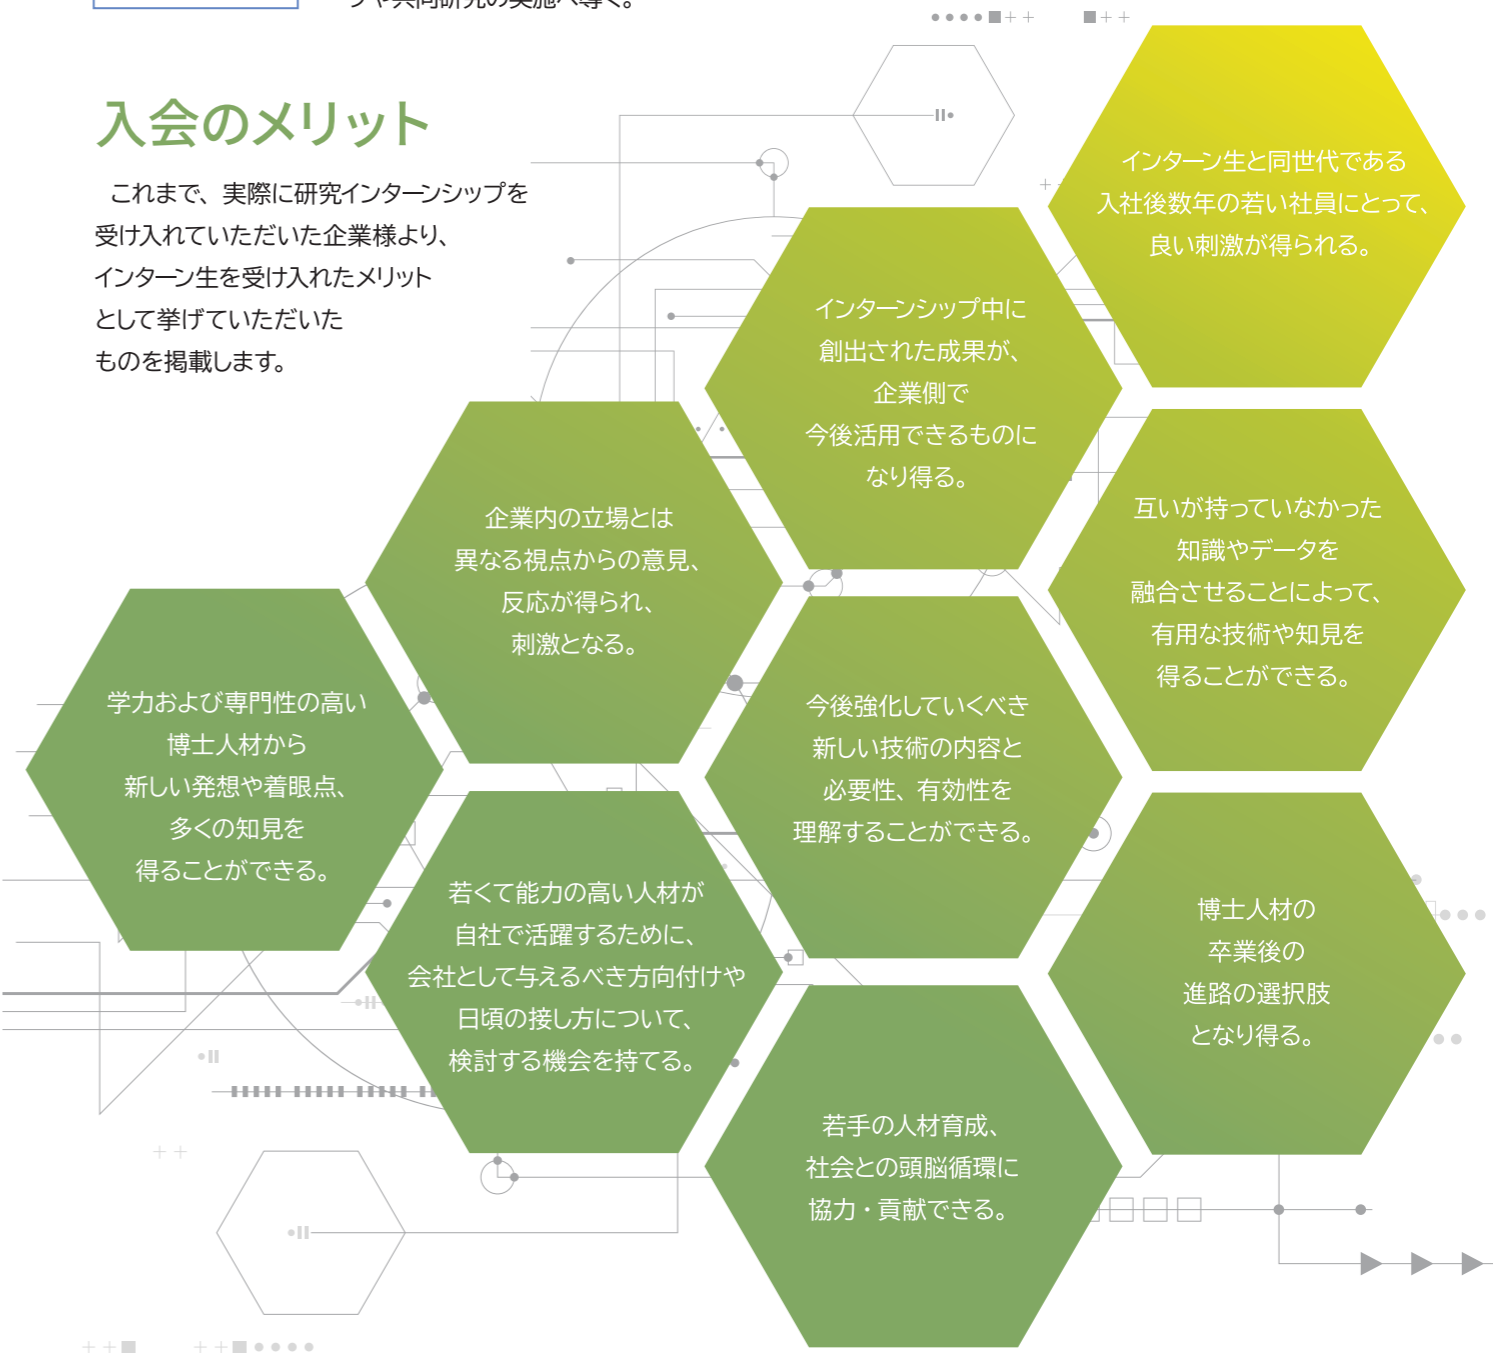 プや共同研究の実施へ導く。
入会のメリット
これまで、実際に研究インターンシップを
受け入れていただいた企業様より、
インターン生を受け入れたメリット
として挙げていただいた
ものを掲載します。
インターン生と同世代である
入社後数年の若い社員にとって、
良い刺激が得られる。
インターンシップ中に
創出された成果が、
企業側で
今後活用できるものに
なり得る。
互いが持っていなかった
知識やデータを
融合させることによって、
有用な技術や知見を
得ることができる。
企業内の立場とは
異なる視点からの意見、
反応が得られ、
刺激となる。
学力および専門性の高い
博士人材から
新しい発想や着眼点、
多くの知見を
得ることができる。
今後強化していくべき
新しい技術の内容と
必要性、有効性を
理解することができる。
若くて能力の高い人材が
自社で活躍するために、
会社として与えるべき方向付けや
日頃の接し方について、
検討する機会を持てる。
博士人材の
卒業後の
進路の選択肢
となり得る。
若手の人材育成、
社会との頭脳循環に
協力・貢献できる。